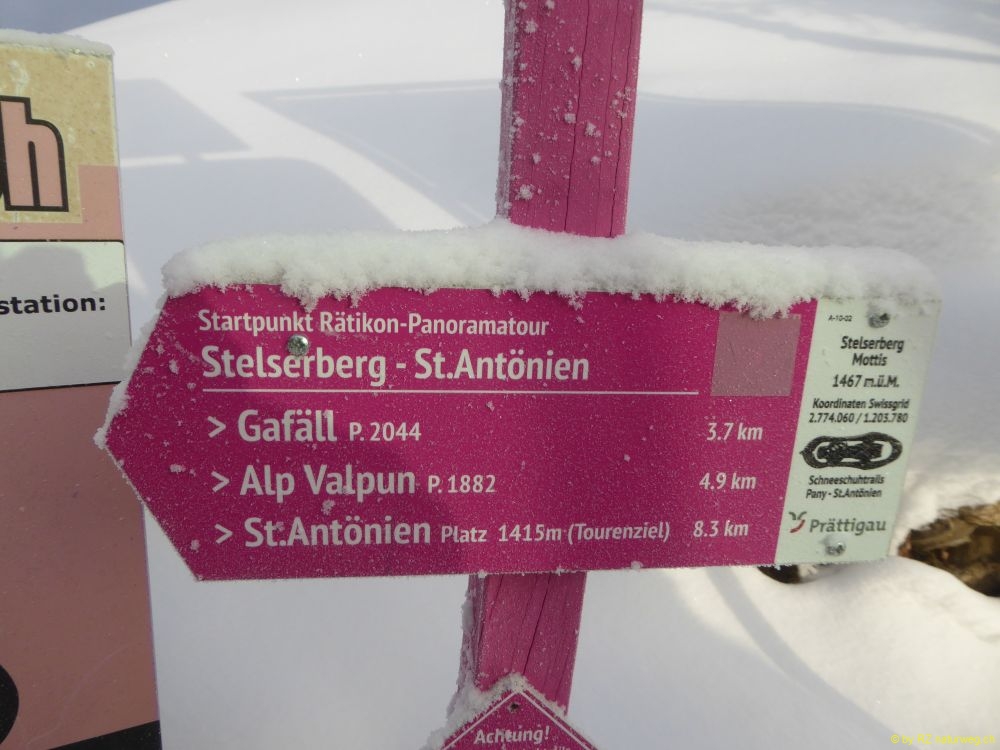 h
station:
Startpunkt Rätikon-Panoramatour
Stelserberg - St.Antönien
> Gafäll P. 2044 3.7 km
> Alp Valpun P. 1882 4.9 km
> St.Antönien Platz 1415m (Tourenziel) 8.3 km
A-10-02
Stelserberg
Mottis
1467 m.ü.M.
Koordinaten Swissgrid
2.774.060 / 1.203.780
Schneeschuhtrails
Pany - St.Antönien
Prättigau
Achtung!